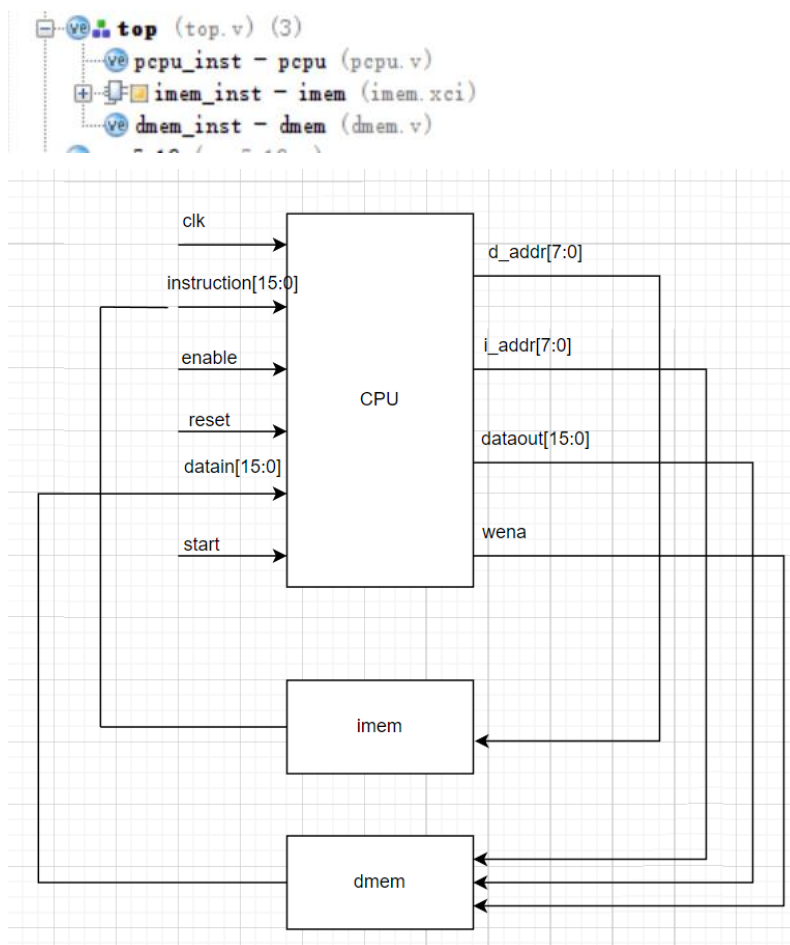 top (top.v) (3)
pcpu_inst - pcpu (pcpu.v)
imem_inst - imem (imem.xci)
dmem_inst - dmem (dmem.v)
clk
d_addr[7:0]
instruction[15:0]
i_addr[7:0]
enable
CPU
reset
dataout[15:0]
datain[15:0]
wena
start
imem
dmem